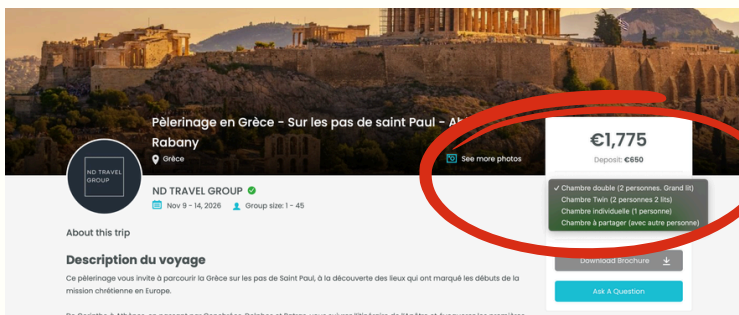 Pèlerinage en Grèce - Sur les pas de saint Paul -
Rabany
Grèce
See more photos
ND TRAVEL
GROUP
ND TRAVEL GROUP
Nov 9 - 14, 2026
Group size: 1 - 45
€1,775
Deposit: €650
✓ Chambre double (2 personnes. Grand lit)
Chambre Twin (2 personnes 2 lits)
Chambre individuelle (1 personne)
Chambre à partager (avec autre personne)
Download Brochure
Ask A Question
About this trip
Description du voyage
Ce pèlerinage vous invite à parcourir la Grèce sur les pas de Saint Paul, à la découverte des lieux qui ont marqué les débuts de la
mission chrétienne en Europe.